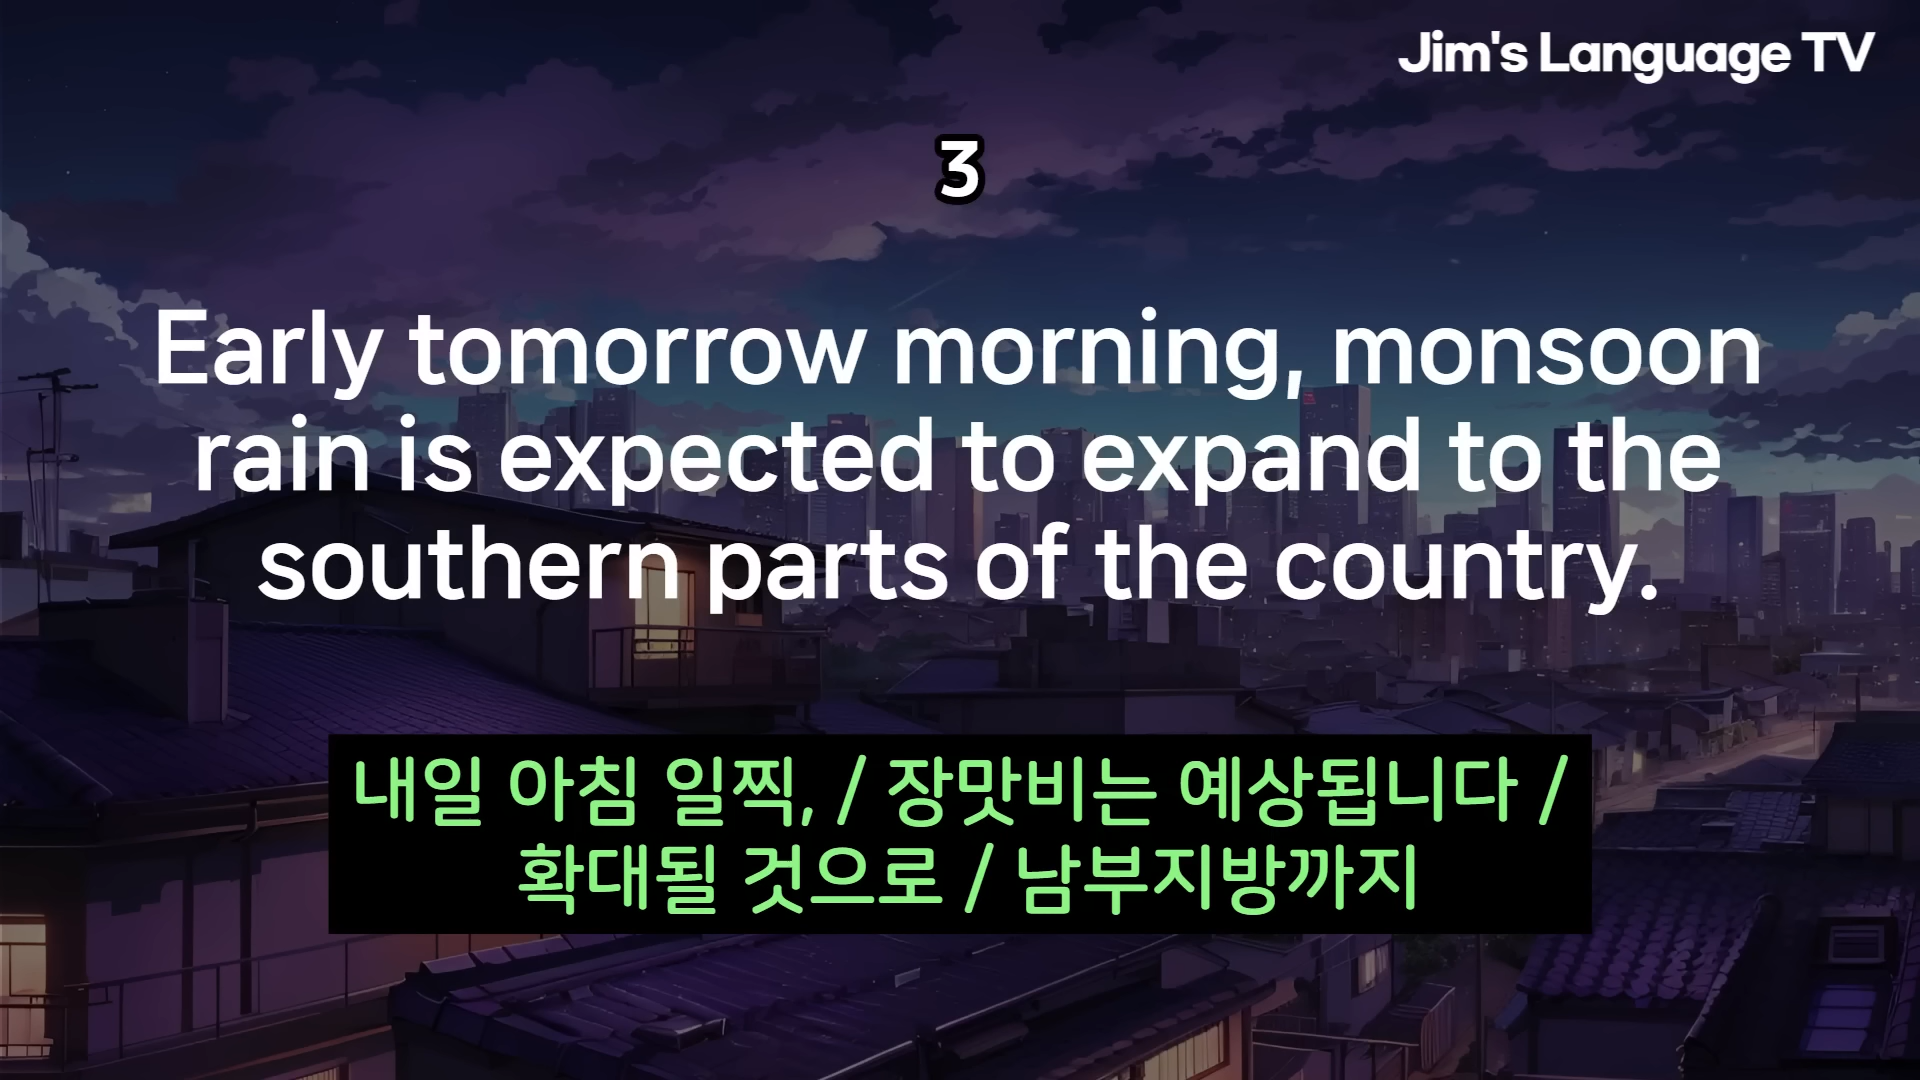 Jim's Language TV
3
Early tomorrow morning, monsoon
rain is expected to expand to the
southern parts of the country.
내일 아침 일찍, / 장맛비는 예상됩니다 /
확대될 것으로 / 남부지방까지